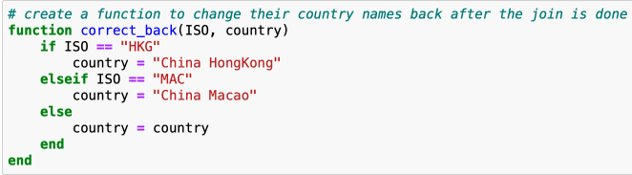 # create a function to change their country names back after the join is done
function correct_back(ISO, country)
    if ISO == "HKG"
        country = "China HongKong"
    elseif ISO == "MAC"
        country = "China Macao"
    else
        country = country
    end
end